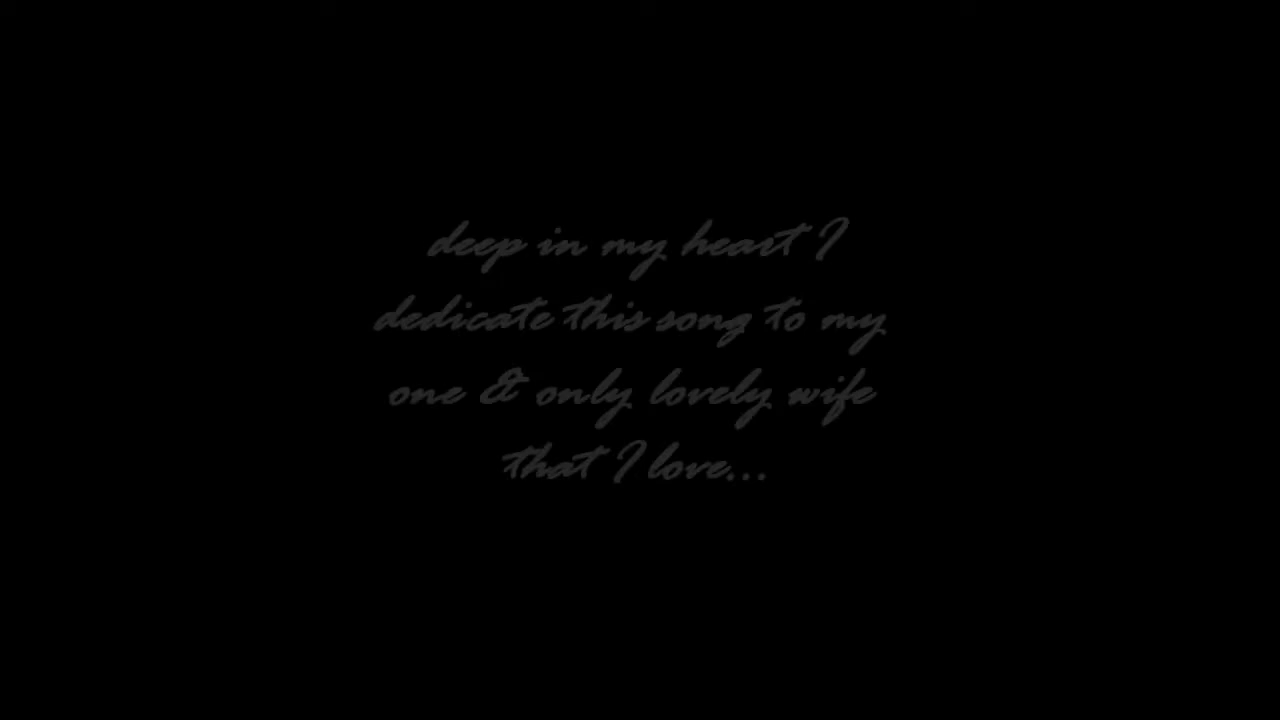 deep in my heart I
dedicate this song to my
one & only lovely wife
that I love...